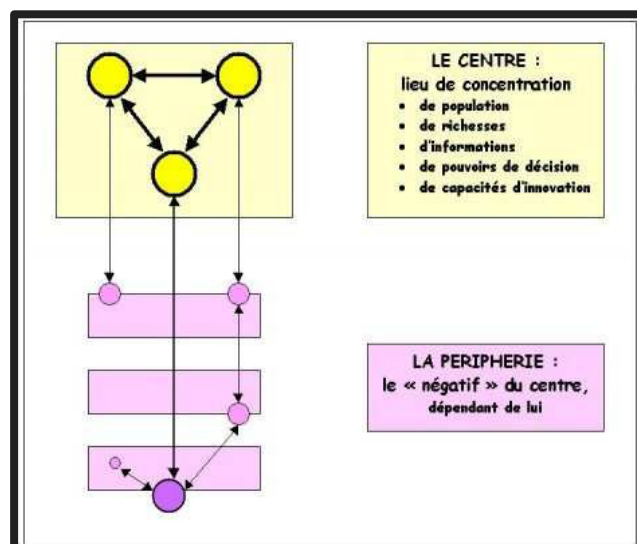 LE CENTRE :
lieu de concentration
• de population
• de richesses
• d'informations
• de pouvoirs de décision
• de capacités d'innovation
LA PERIPHERIE :
le « négatif » du centre,
dépendant de lui